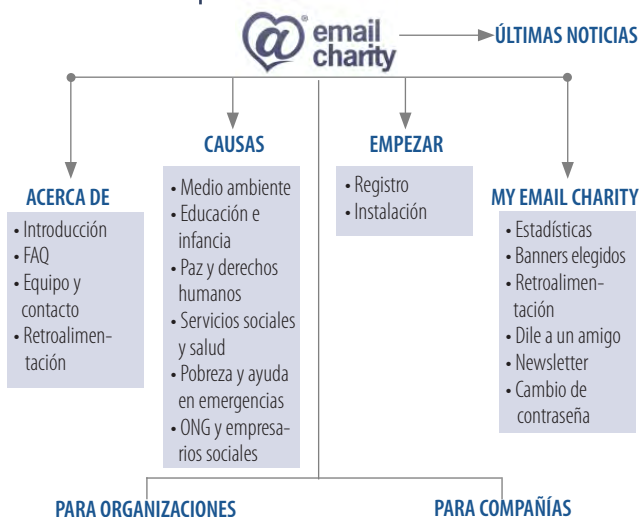 @® email
charity
ÚLTIMAS NOTICIAS
ACERCA DE
• Introducción
• FAQ
• Equipo y
contacto
• Retroalimen-
tación
CAUSAS
• Medio ambiente
• Educación e
infancia
• Paz y derechos
humanos
• Servicios sociales
y salud
• Pobreza y ayuda
en emergencias
• ONG y empresa-
rios sociales
EMPEZAR
• Registro
• Instalación
MY EMAIL CHARITY
• Estadísticas
• Banners elegidos
• Retroalimen-
tación
• Dile a un amigo
• Newsletter
• Cambio de
contraseña
PARA ORGANIZACIONES
PARA COMPAÑÍAS